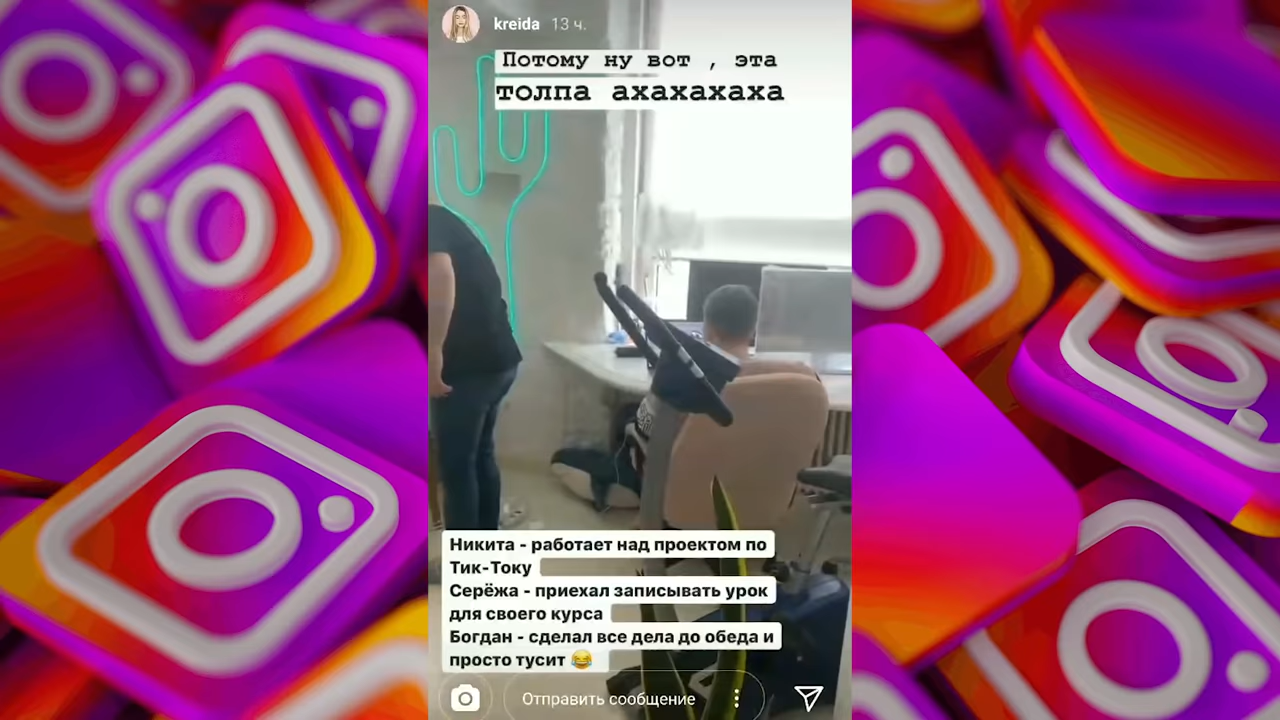 kreida 13 ч.
Потому ну вот , эта
толпа ахахахаха
Никита - работает над проектом по
Тик-Току
Серёжа - приехал записывать урок
для своего курса
Богдан - сделал все дела до обеда и
просто тусит 😂
Отправить сообщение